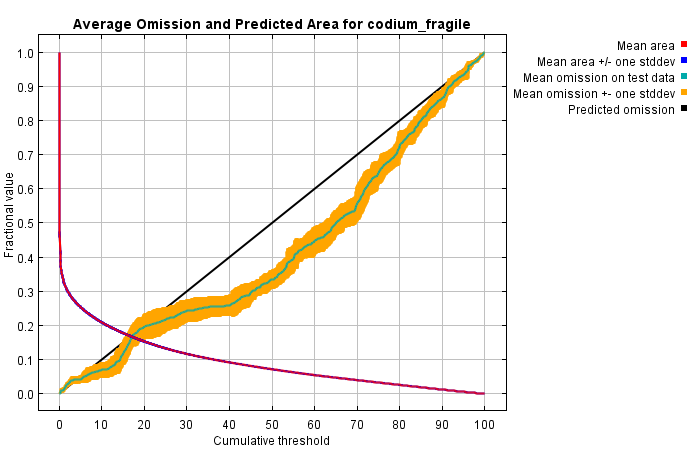 Average Omission and Predicted Area for codium_fragile
Mean area
Mean area +/- one stddev
Mean omission on test data
Mean omission +- one stddev
Predicted omission
Fractional value
1.0
0.9
0.8
0.7
0.6
0.5
0.4
0.3
0.2
0.1
0.0
0 10 20 30 40 50 60 70 80 90 100
Cumulative threshold